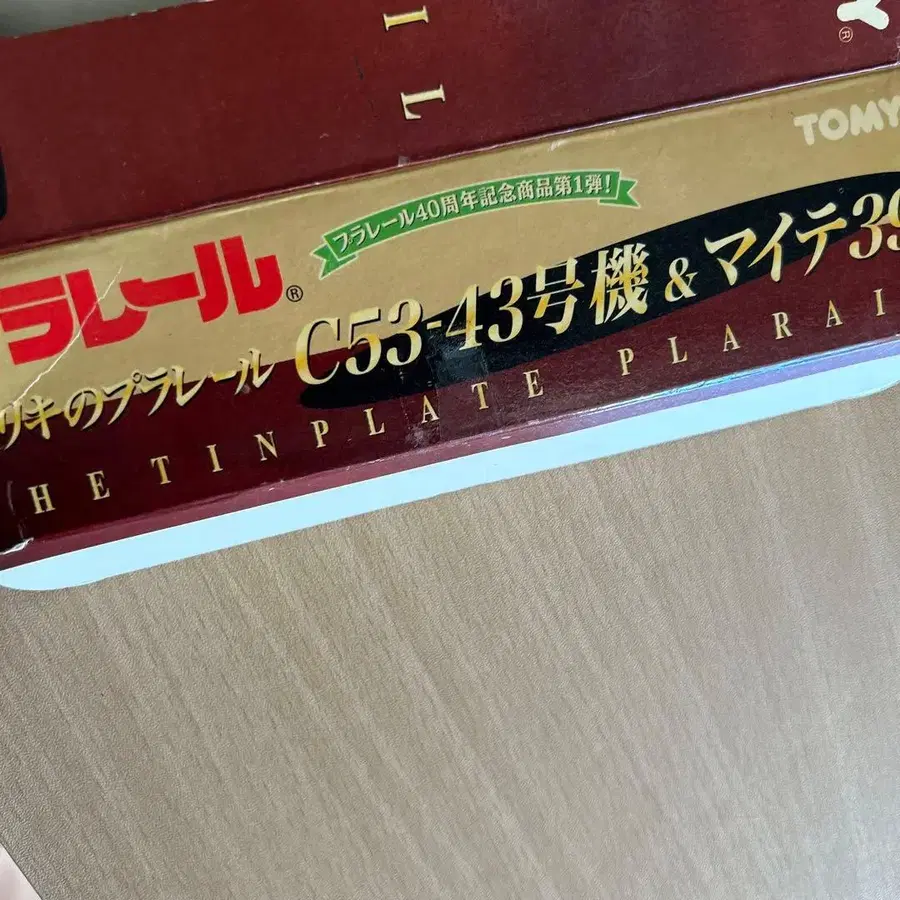 I
L
Y®
TOMY
プラレール40周年記念商品第1弾!
ラレール®
リキのプラレール C53-43号機&マイテ39
HE TINPLATE PLARAI